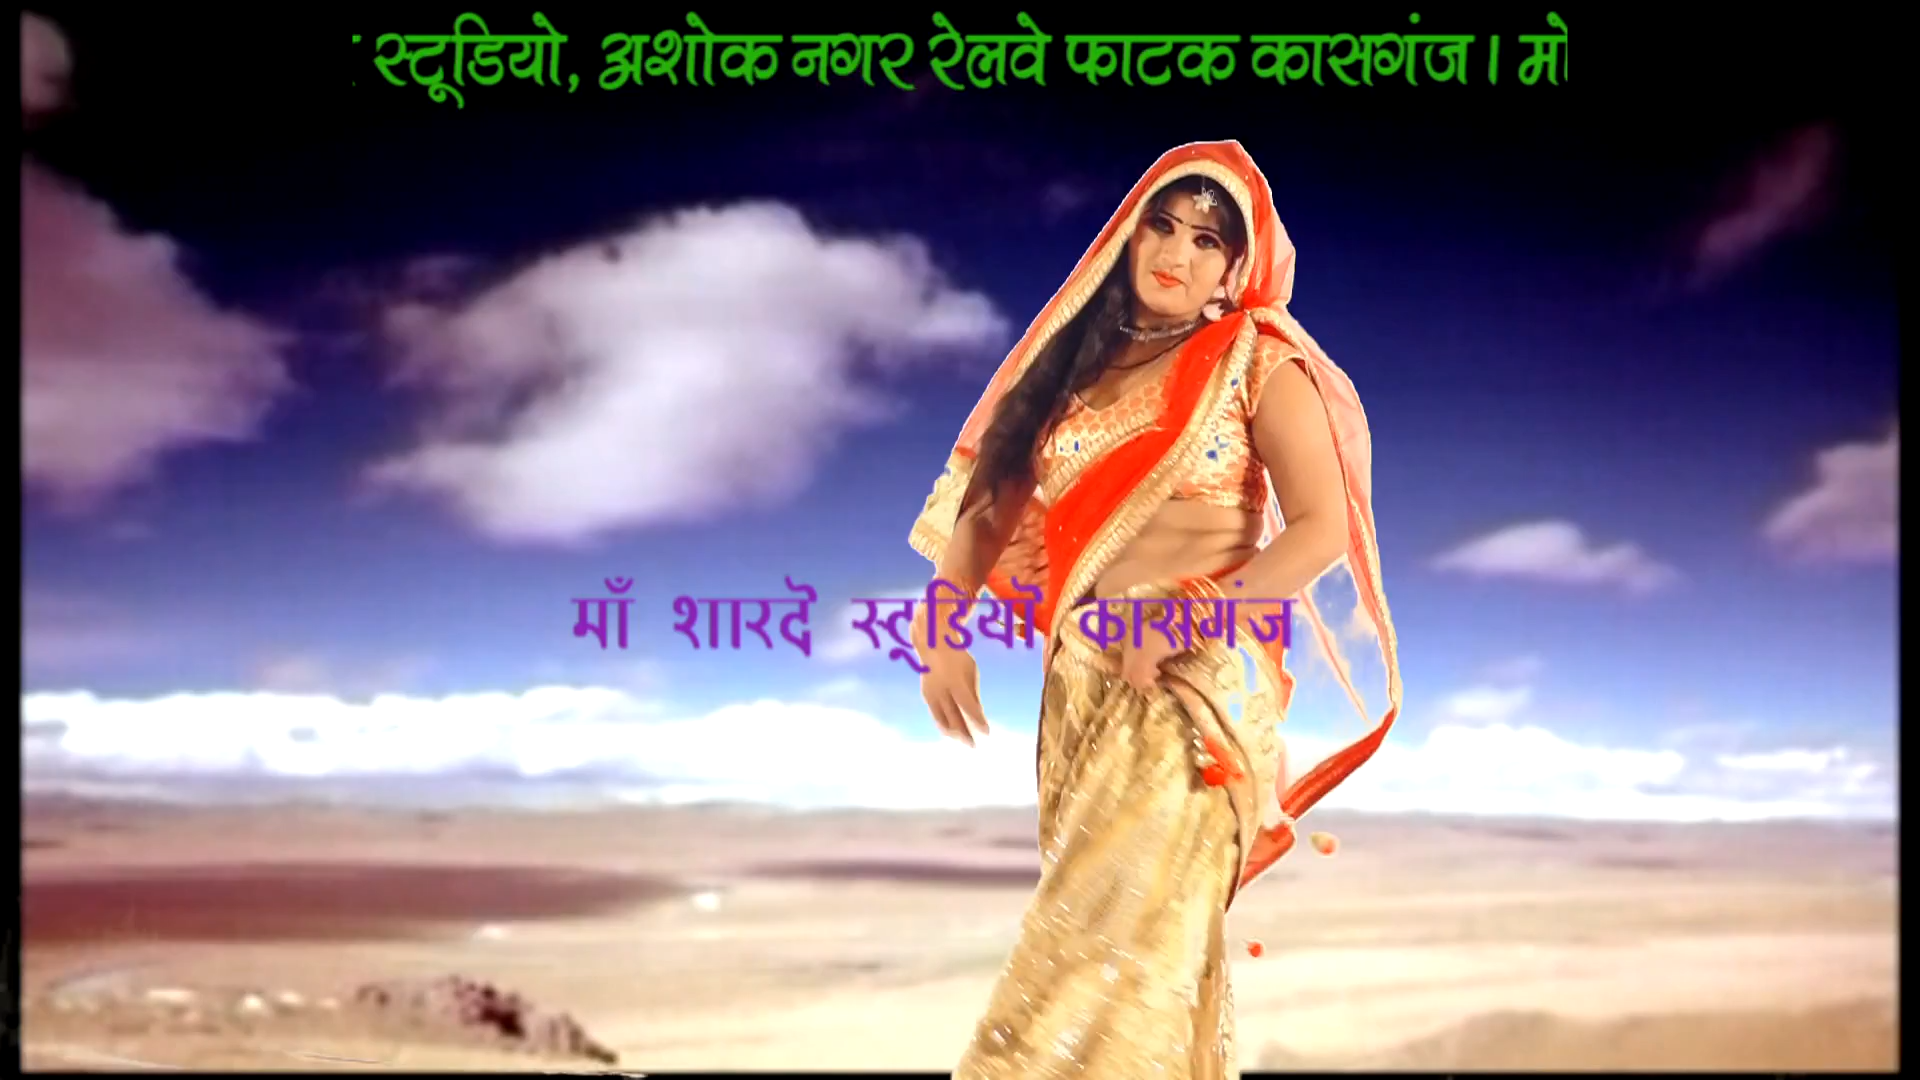 स्टूडियो, अशोक नगर रेलवे फाटक कासगंज । मो
माँ शारदे स्टूडियो कासगंज